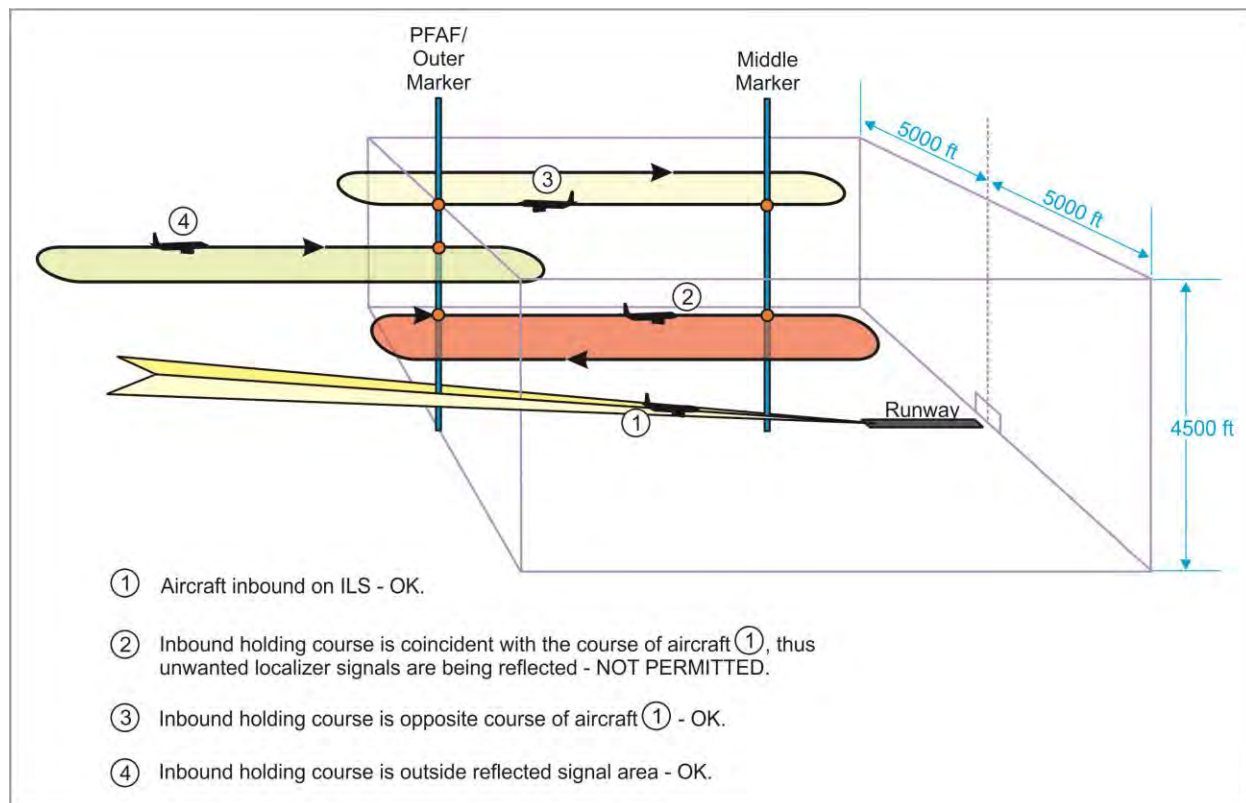 PFAF/
Outer
Marker
Middle
Marker
5000 ft
5000 ft
3
4
2
1
Runway
4500 ft
1 Aircraft inbound on ILS - OK.
2 Inbound holding course is coincident with the course of aircraft 1, thus
unwanted localizer signals are being reflected - NOT PERMITTED.
3 Inbound holding course is opposite course of aircraft 1 - OK.
4 Inbound holding course is outside reflected signal area - OK.